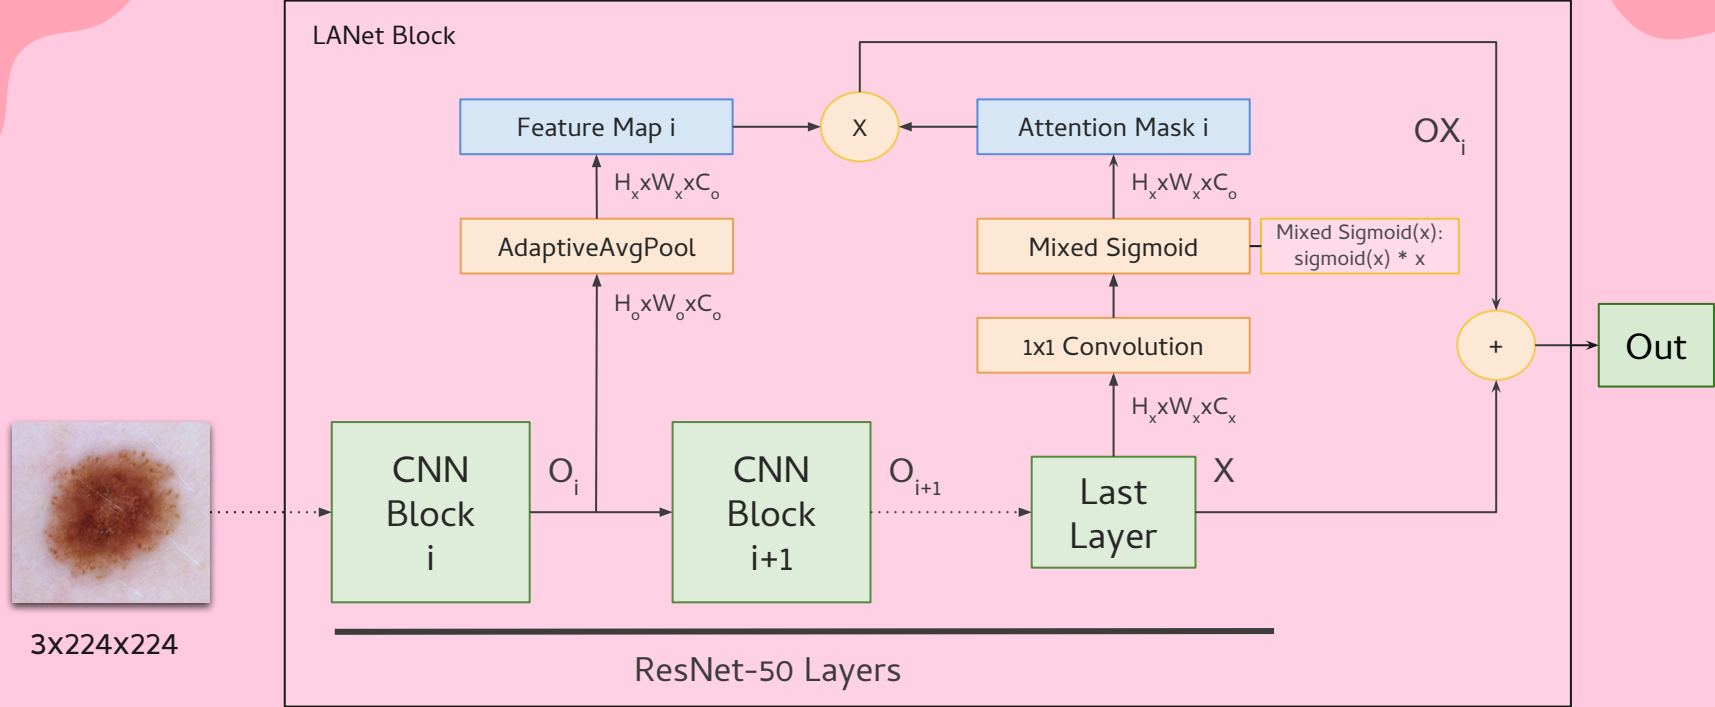 LANet Block
Feature Map i
X
Attention Mask i
OXᵢ
HₓxWₓxCₒ
HₓxWₓxCₒ
AdaptiveAvgPool
Mixed Sigmoid
Mixed Sigmoid(x):
sigmoid(x) * x
HₒxWₒxCₒ
1x1 Convolution
+
Out
HₓxWₓxCₓ
CNN
Block
i
Oᵢ
CNN
Block
i+1
Oᵢ₊₁
Last
Layer
X
3x224x224
ResNet-50 Layers